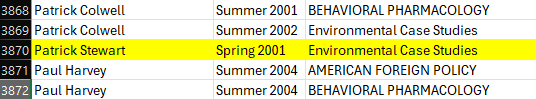 3868 Patrick Colwell Summer 2001 BEHAVIORAL PHARMACOLOGY
3869 Patrick Colwell Summer 2002 Environmental Case Studies
3870 Patrick Stewart Spring 2001 Environmental Case Studies
3871 Paul Harvey Summer 2004 AMERICAN FOREIGN POLICY
3872 Paul Harvey Summer 2004 BEHAVIORAL PHARMACOLOGY